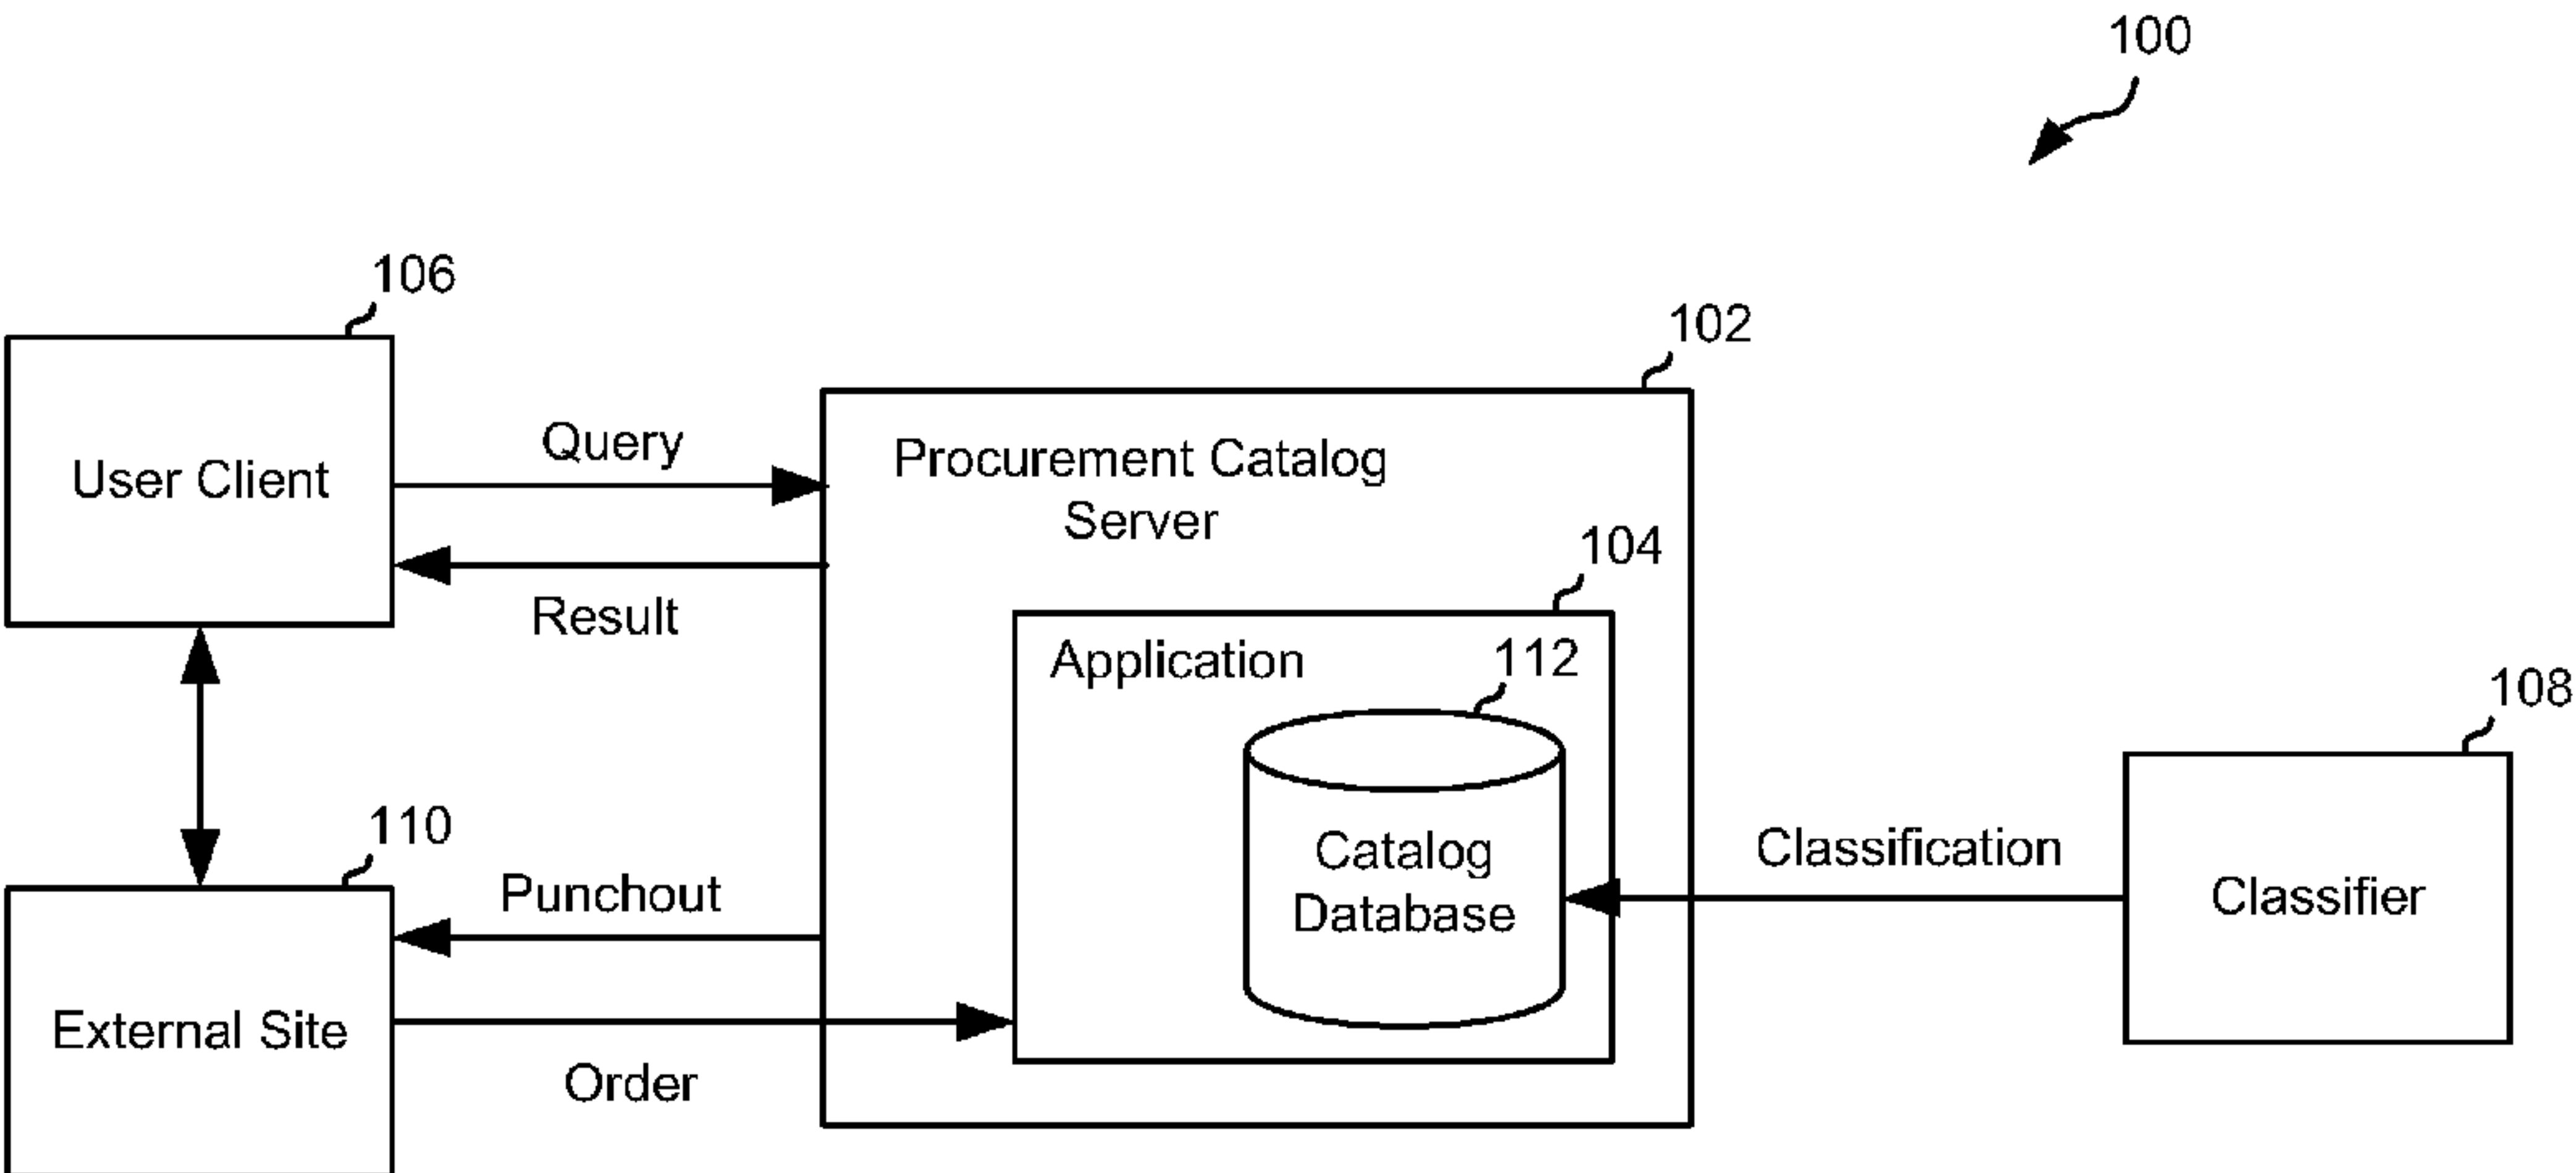 100
106
102
User Client
Query
Procurement Catalog
Server
Result
104
Application
112
108
110
Punchout
Catalog
Database
Classification
Classifier
External Site
Order